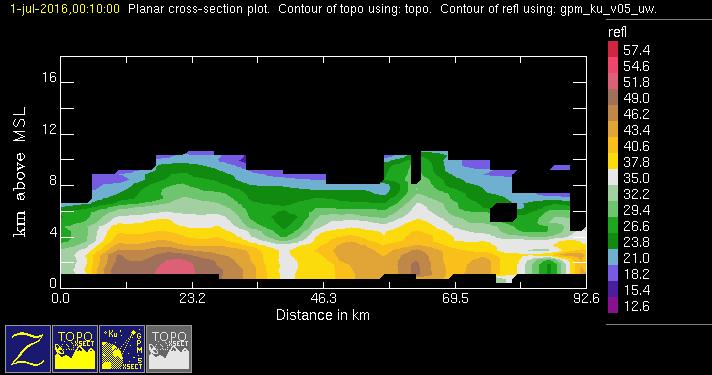 1-jul-2016,00:10:00 Planar cross-section plot. Contour of topo using: topo. Contour of refl using: gpm_ku_v05_uw.
refl
57.4
54.6
51.8
49.0
46.2
43.4
40.6
37.8
35.0
32.2
29.4
26.6
23.8
21.0
18.2
15.4
12.6
km above MSL
16
12
8
4
0
0.0 23.2 46.3 69.5 92.6
Distance in km
Z
TOPO XSECT
"Ku" GPM'S XSECT
TOPO XSECT